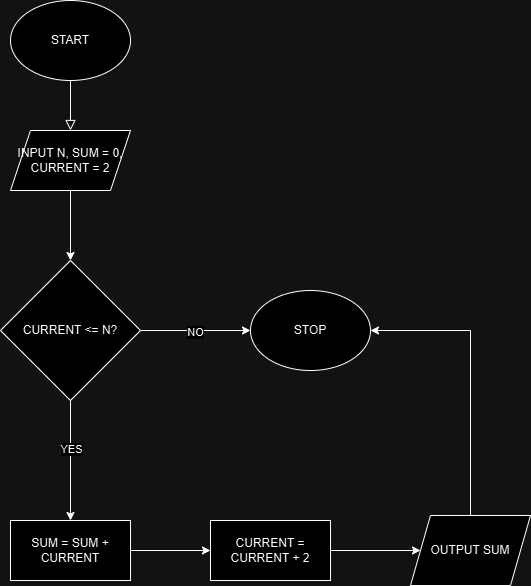 START
INPUT N, SUM = 0,
CURRENT = 2
CURRENT <= N?
NO
STOP
YES
SUM = SUM +
CURRENT
CURRENT =
CURRENT + 2
OUTPUT SUM